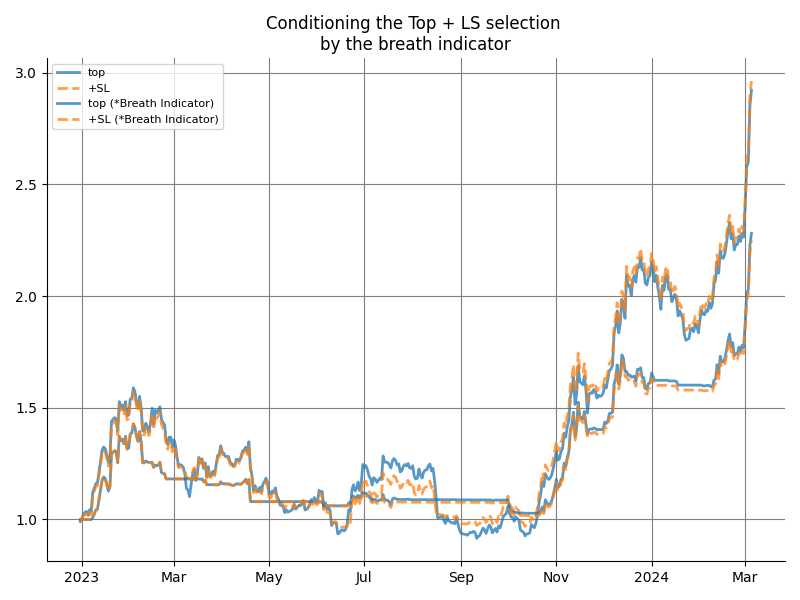 Conditioning the Top + LS selection
by the breath indicator
top
+SL
top (*Breath Indicator)
+SL (*Breath Indicator)
3.0
2.5
2.0
1.5
1.0
2023
Mar
May
Jul
Sep
Nov
2024
Mar